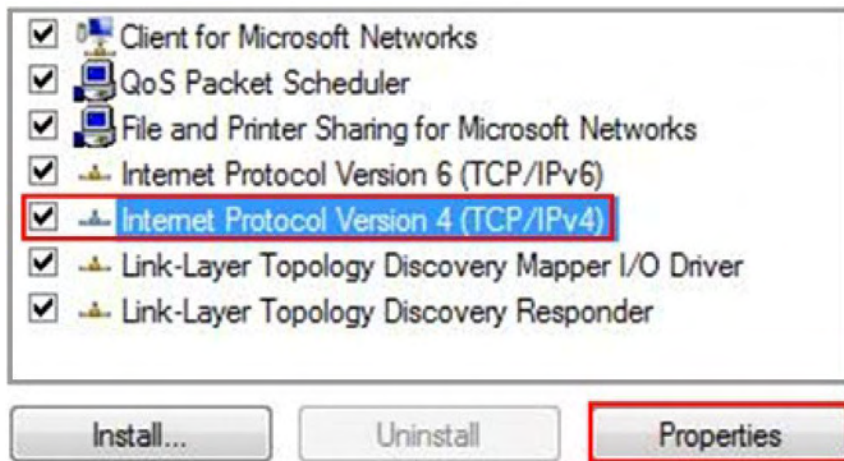 Client for Microsoft Networks
QoS Packet Scheduler
File and Printer Sharing for Microsoft Networks
Internet Protocol Version 6 (TCP/IPv6)
Internet Protocol Version 4 (TCP/IPv4)
Link-Layer Topology Discovery Mapper I/O Driver
Link-Layer Topology Discovery Responder
Install... Uninstall Properties